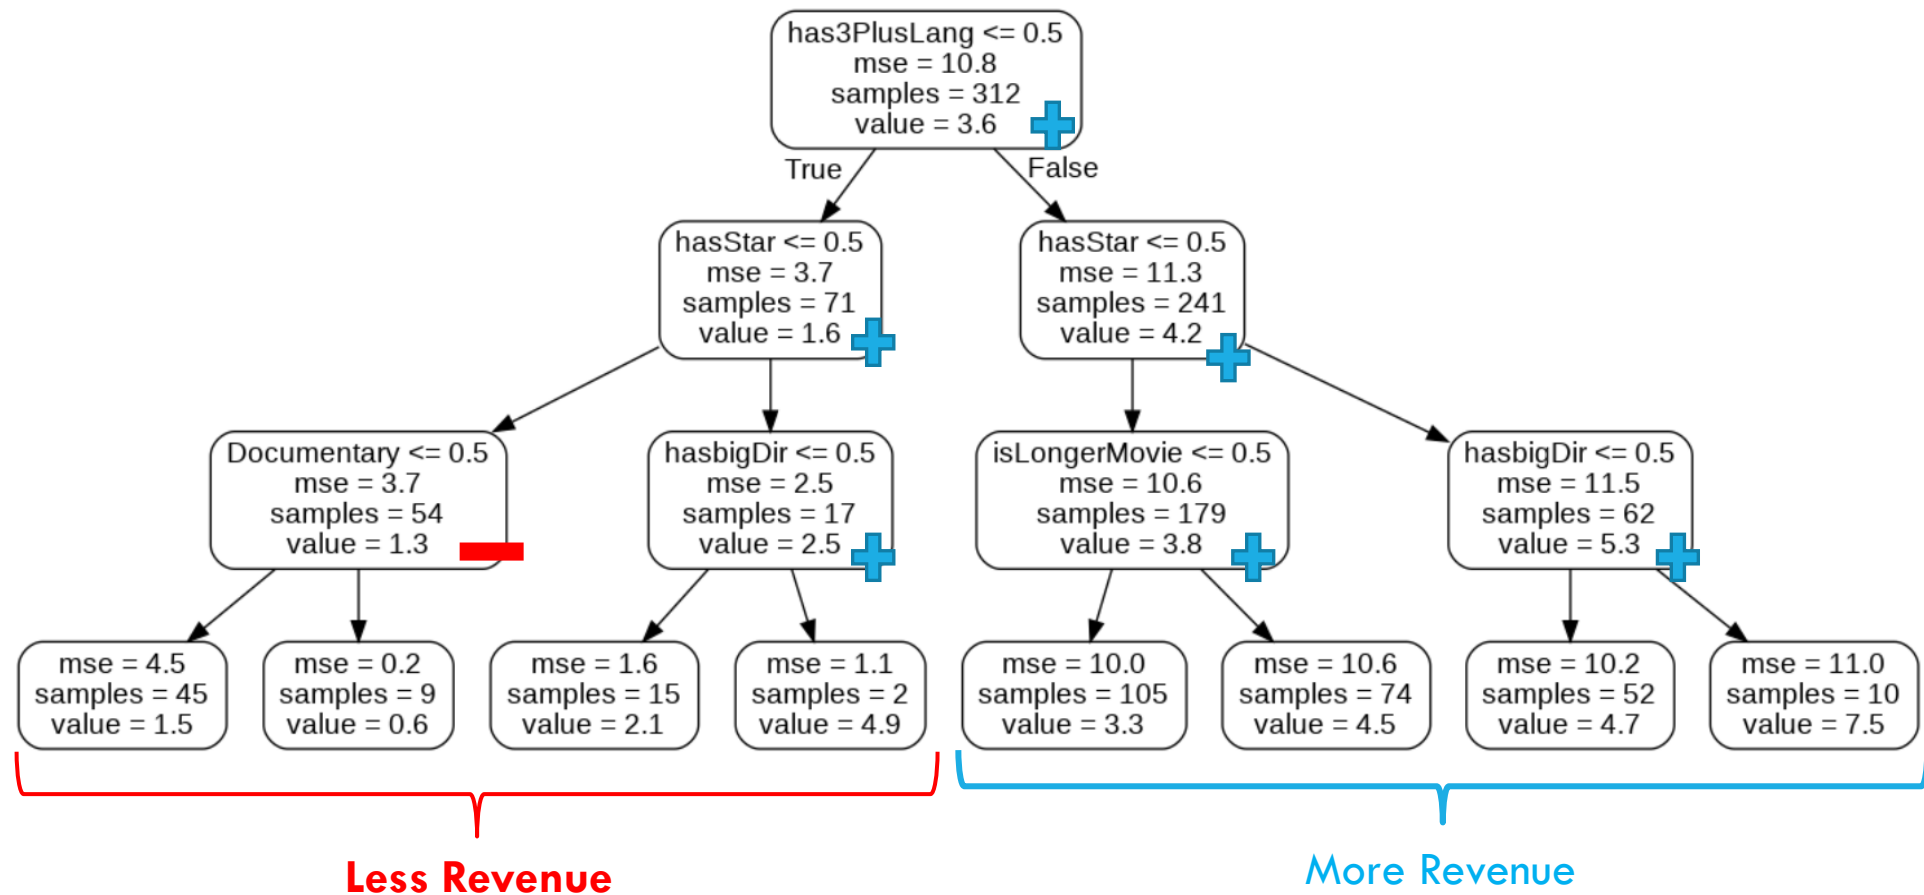 has3PlusLang <= 0.5
mse = 10.8
samples = 312
value = 3.6
True
False
hasStar <= 0.5
mse = 3.7
samples = 71
value = 1.6
hasStar <= 0.5
mse = 11.3
samples = 241
value = 4.2
Documentary <= 0.5
mse = 3.7
samples = 54
value = 1.3
hasbigDir <= 0.5
mse = 2.5
samples = 17
value = 2.5
isLongerMovie <= 0.5
mse = 10.6
samples = 179
value = 3.8
hasbigDir <= 0.5
mse = 11.5
samples = 62
value = 5.3
mse = 4.5
samples = 45
value = 1.5
mse = 0.2
samples = 9
value = 0.6
mse = 1.6
samples = 15
value = 2.1
mse = 1.1
samples = 2
value = 4.9
mse = 10.0
samples = 105
value = 3.3
mse = 10.6
samples = 74
value = 4.5
mse = 10.2
samples = 52
value = 4.7
mse = 11.0
samples = 10
value = 7.5
Less Revenue
More Revenue